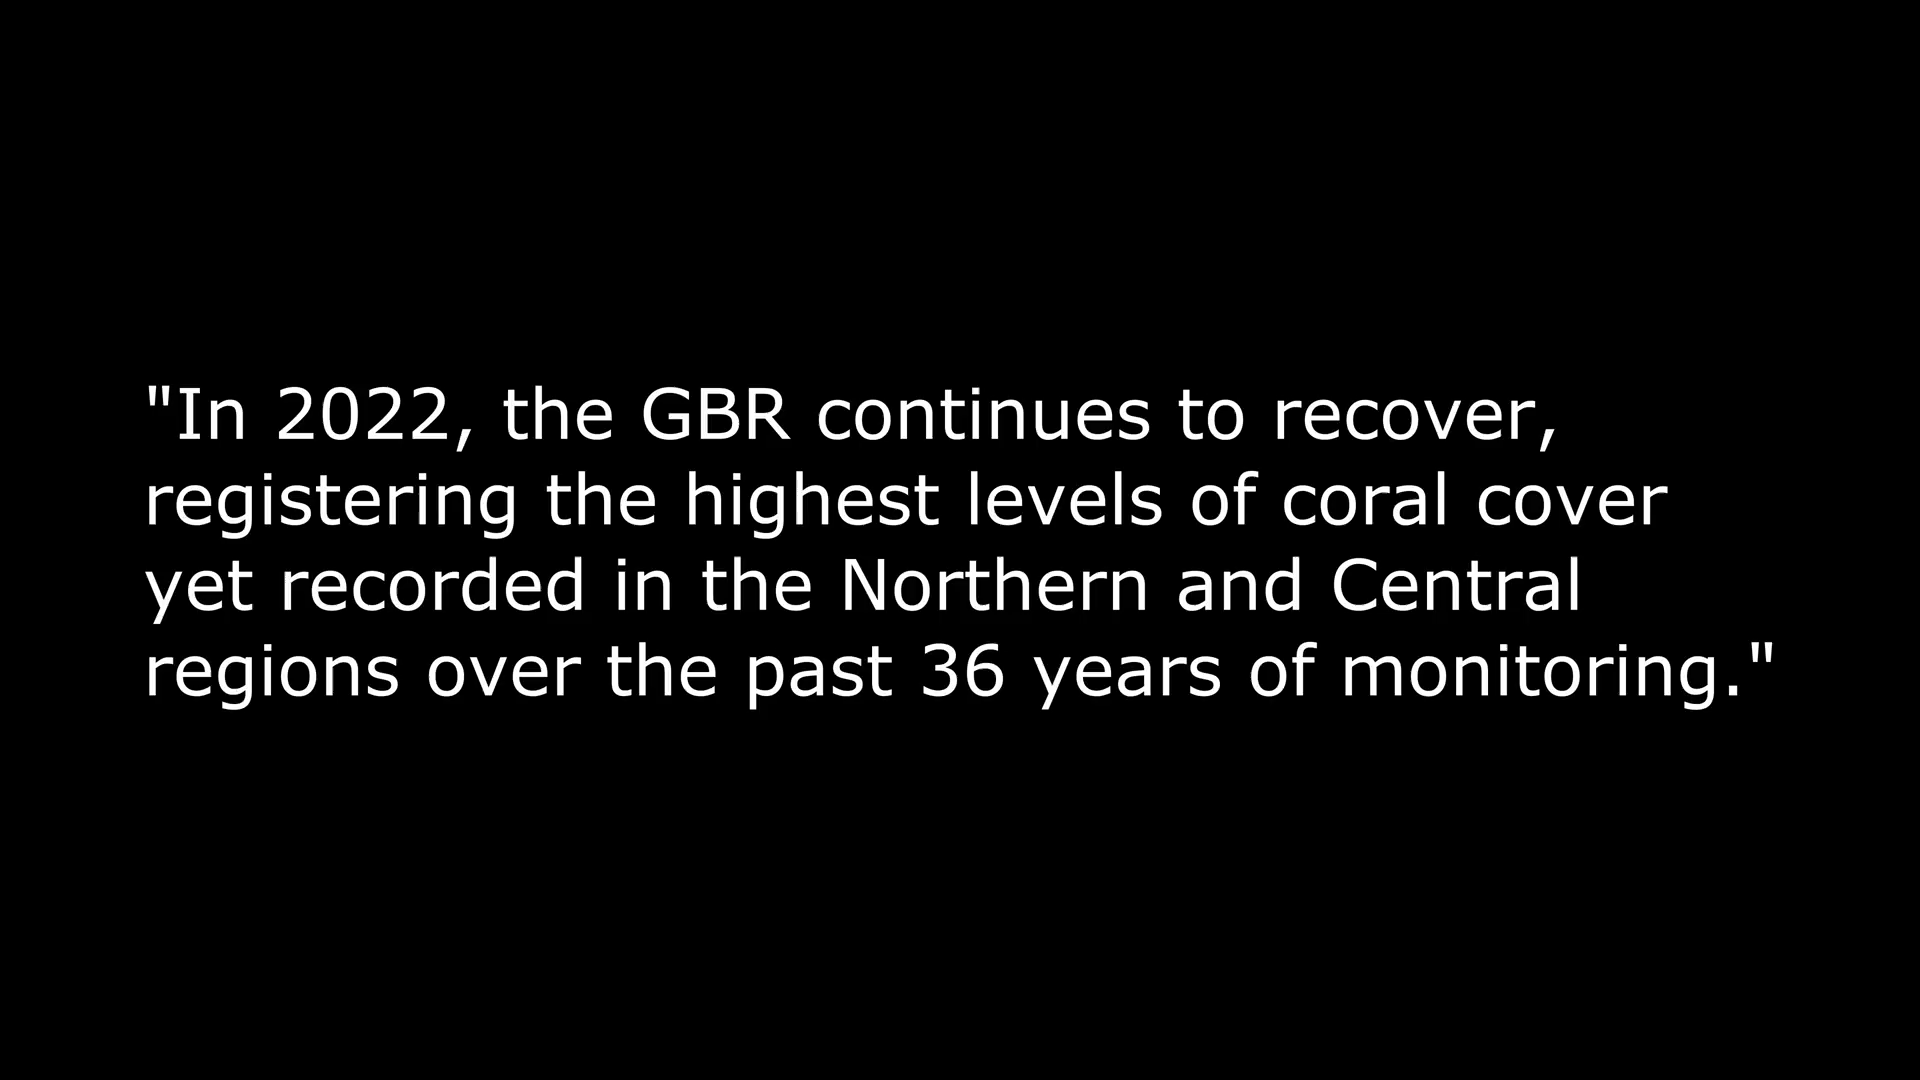 "In 2022, the GBR continues to recover,
registering the highest levels of coral cover
yet recorded in the Northern and Central
regions over the past 36 years of monitoring."